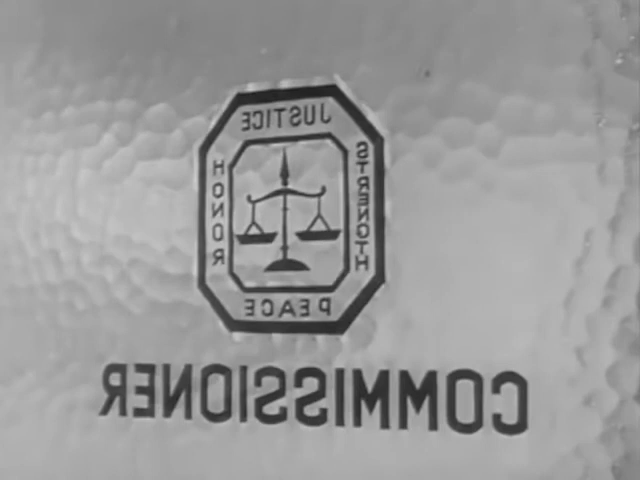 JUSTICE
HONOR
STRENGTH
PEACE
COMMISSIONER